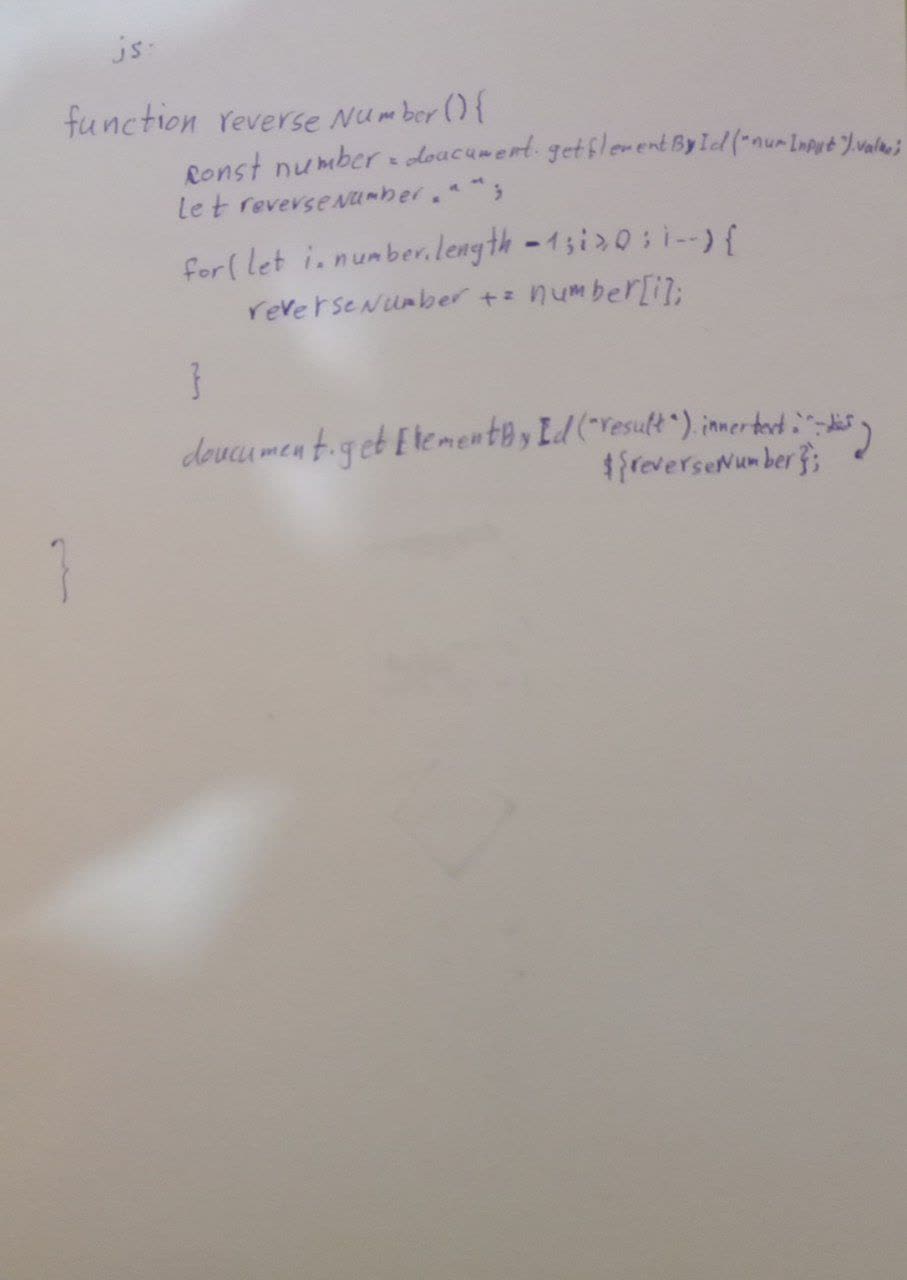 js.
function reverseNumber(){
const number = doucument.getElementById("numInput").value;
let reverseNumber = "";
for(let i = number.length -1; i>=0; i--){
reverseNumber += number[i];
}
doucument.getElementById("result").innertext =
${reverseNumber}`;
}